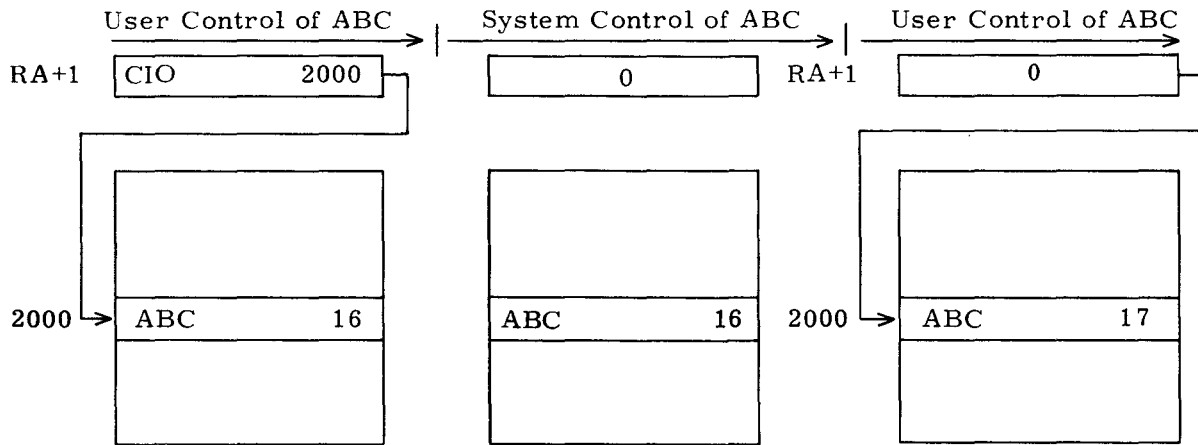 User Control of ABC System Control of ABC User Control of ABC
RA+1 CIO 2000 0 RA+1 0
2000 ABC 16 ABC 16 2000 ABC 17